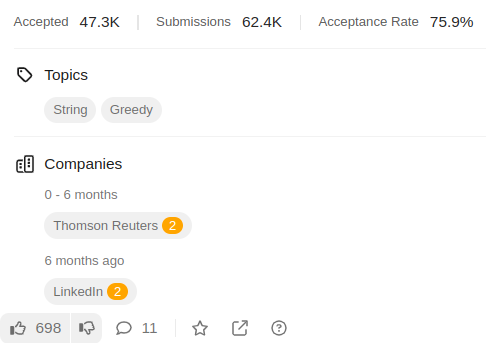 Accepted 47.3K Submissions 62.4K Acceptance Rate 75.9%
Topics
String Greedy
Companies
0 - 6 months
Thomson Reuters 2
6 months ago
LinkedIn 2
698 11